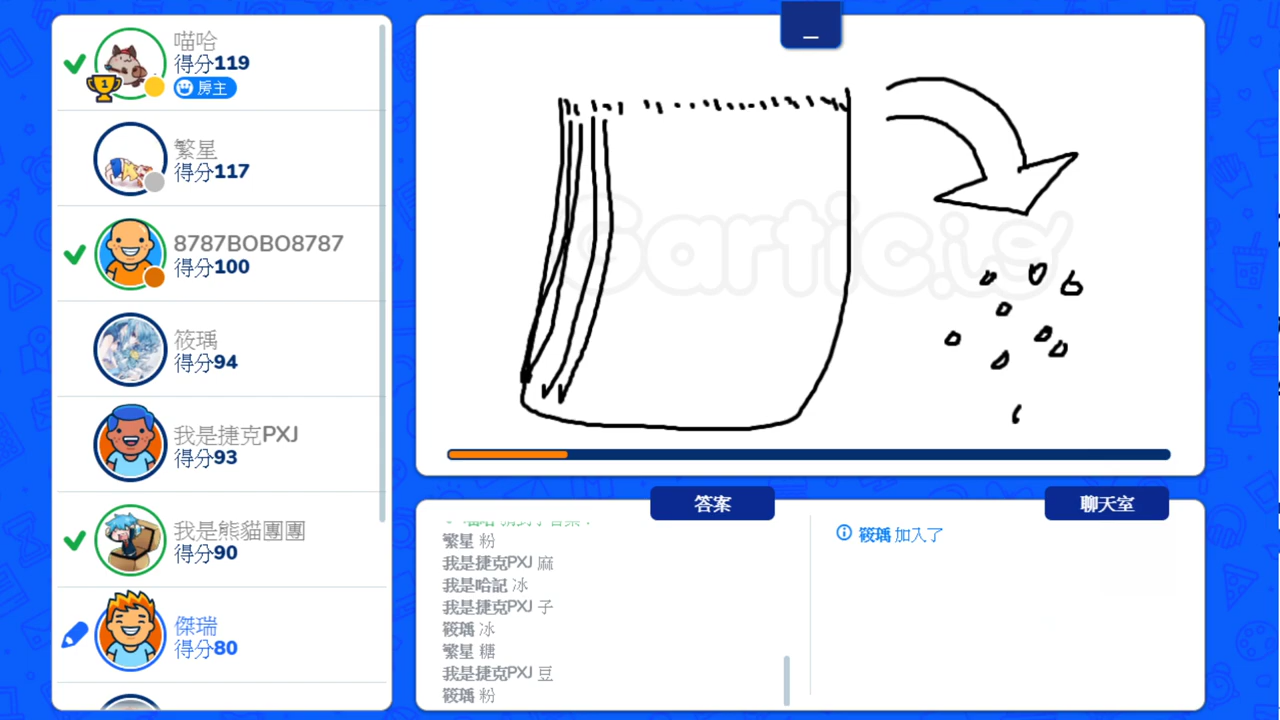 喵哈
得分119
1
房主
繁星
得分117
8787BOBO8787
得分100
筱瑀
得分94
我是捷克PXJ
得分93
我是熊貓團團
得分90
傑瑞
得分80
_
Gartic.io
答案
繁星 粉
我是捷克PXJ 麻
我是哈記 冰
我是捷克PXJ 子
筱瑀 冰
繁星 糖
我是捷克PXJ 豆
筱瑀 粉
聊天室
筱瑀 加入了